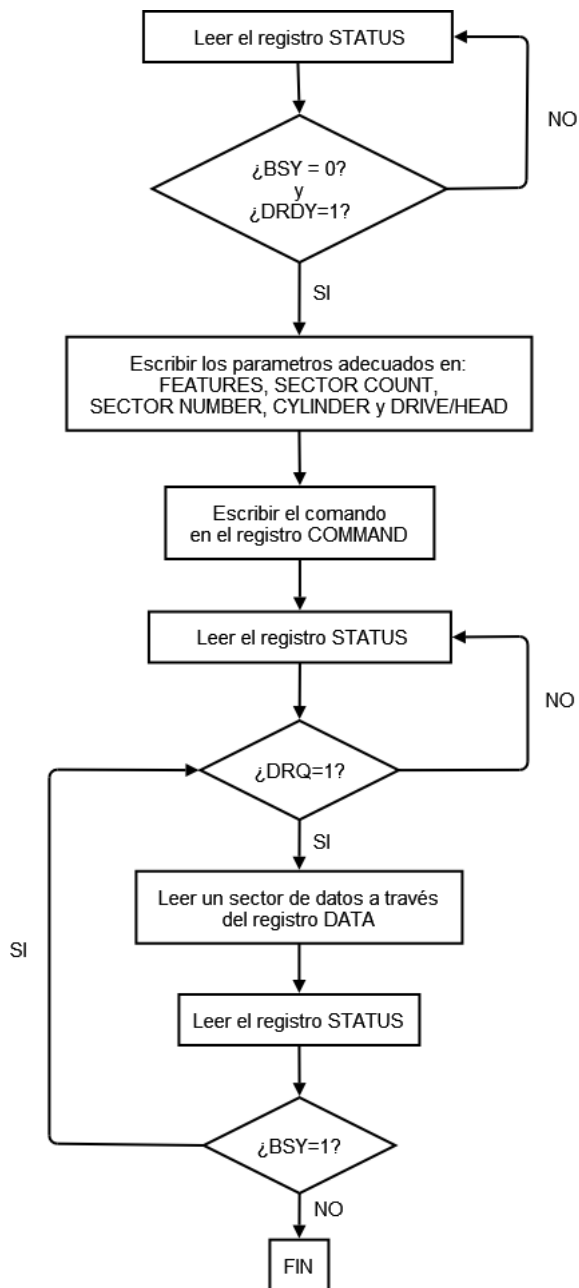 Leer el registro STATUS
NO
¿BSY = 0?
y
¿DRDY=1?
SI
Escribir los parametros adecuados en:
FEATURES, SECTOR COUNT,
SECTOR NUMBER, CYLINDER y DRIVE/HEAD
Escribir el comando
en el registro COMMAND
Leer el registro STATUS
NO
¿DRQ=1?
SI
Leer un sector de datos a través
del registro DATA
SI
Leer el registro STATUS
¿BSY=1?
NO
FIN